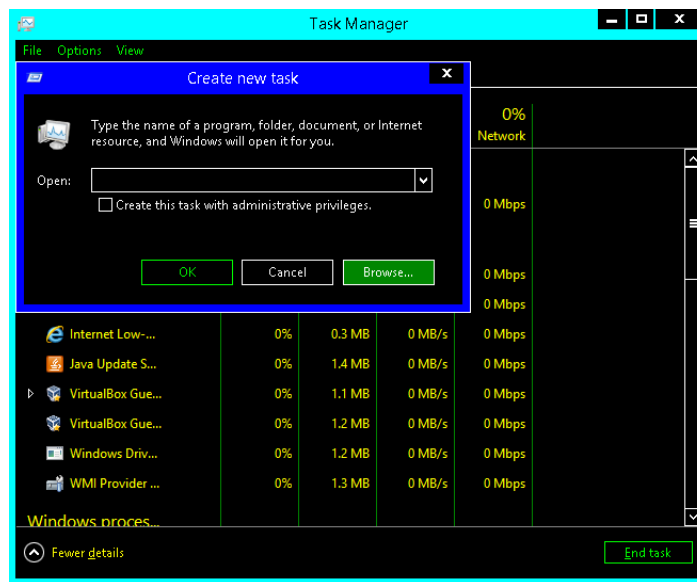 Task Manager
File Options View
Create new task
X
X
Type the name of a program, folder, document, or Internet
resource, and Windows will open it for you.
Open:
Create this task with administrative privileges.
OK Cancel Browse...
0%
Network
0 Mbps
0 Mbps
0 Mbps
Internet Low-... 0% 0.3 MB 0 MB/s 0 Mbps
Java Update S... 0% 1.4 MB 0 MB/s 0 Mbps
VirtualBox Gue... 0% 1.1 MB 0 MB/s 0 Mbps
VirtualBox Gue... 0% 1.2 MB 0 MB/s 0 Mbps
Windows Driv... 0% 1.2 MB 0 MB/s 0 Mbps
WMI Provider ... 0% 1.3 MB 0 MB/s 0 Mbps
Windows proces...
Fewer details
End task